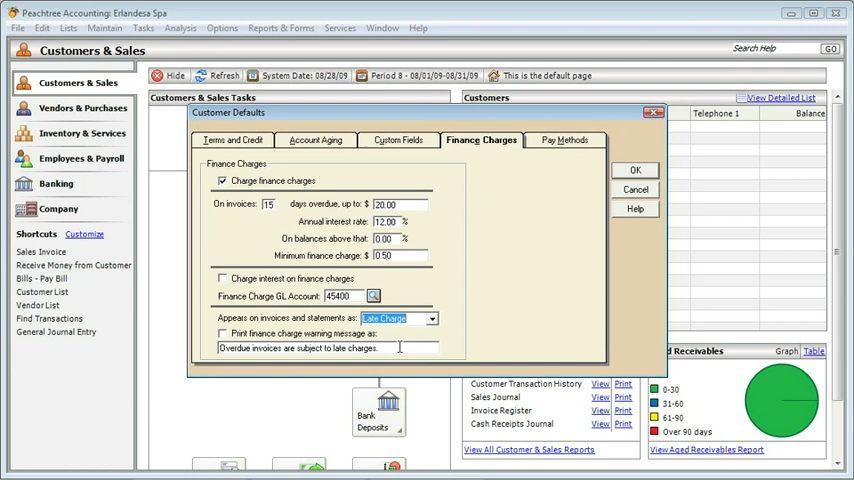 Peachtree Accounting: Erlandesa Spa
File Edit Lists Maintain Tasks Analysis Options Reports & Forms Services Window Help
Customers & Sales
Search Help GO
Customers & Sales
Vendors & Purchases
Inventory & Services
Employees & Payroll
Banking
Company
Shortcuts Customize
Sales Invoice
Receive Money from Customer
Bills - Pay Bill
Customer List
Vendor List
Find Transactions
General Journal Entry
Hide Refresh System Date: 08/28/09 Period 8 - 08/01/09-08/31/09 This is the default page
Customers & Sales Tasks
Customers View Detailed List
Telephone 1 Balance
Customer Defaults
Terms and Credit Account Aging Custom Fields Finance Charges Pay Methods
Finance Charges
Charge finance charges
On invoices: 15 days overdue, up to: $ 20.00
Annual interest rate: 12.00 %
On balances above that: 0.00 %
Minimum finance charge: $ 0.50
Charge interest on finance charges
Finance Charge GL Account: 45400
Appears on invoices and statements as: Late Charge
Print finance charge warning message as:
Overdue invoices are subject to late charges.
OK
Cancel
Help
Bank
Deposits
Customer Transaction History View Print
Sales Journal View Print
Invoice Register View Print
Cash Receipts Journal View Print
View All Customer & Sales Reports
ed Receivables Graph Table
0-30
31-60
61-90
Over 90 days
View Aged Receivables Report